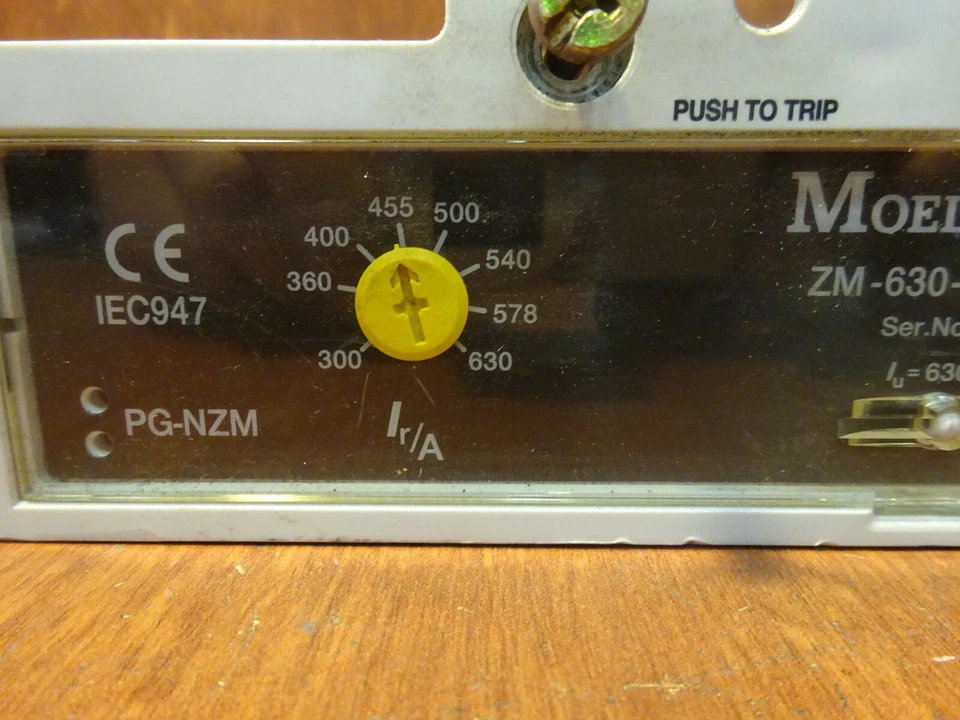 PUSH TO TRIP
CE
IEC947
PG-NZM
300
360
400
455
500
540
578
630
Ir/A
MOEL
ZM-630-
Ser.No
Iu=630